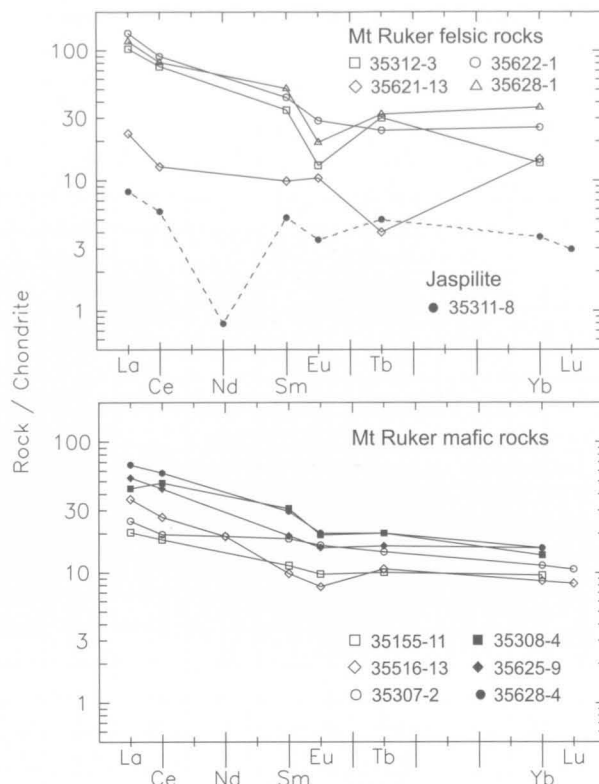 Mt Ruker felsic rocks
35312-3 35622-1
35621-13 35628-1
100
30
10
3
1
Jaspilite
35311-8
La Eu Tb Lu
Ce Nd Sm Yb
Rock / Chondrite
Mt Ruker mafic rocks
100
30
10
3
1
35155-11 35308-4
35516-13 35625-9
35307-2 35628-4
La Eu Tb Lu
Ce Nd Sm Yb